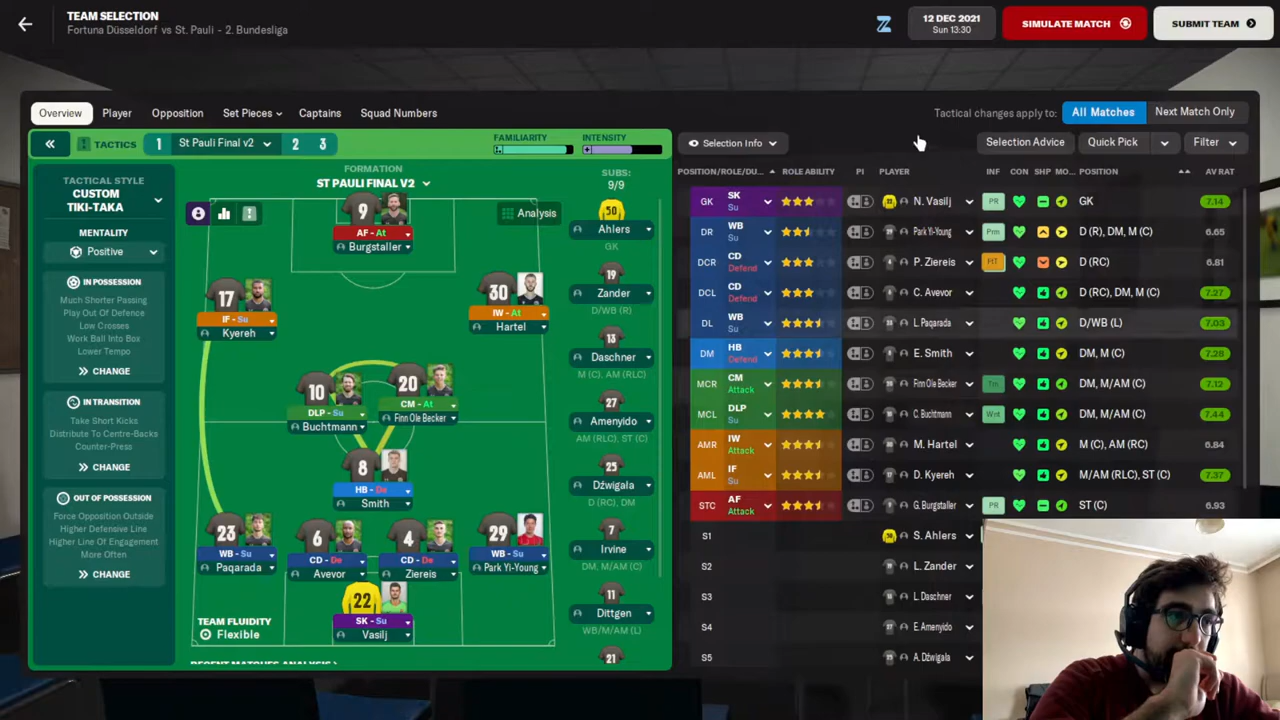 TEAM SELECTION
Fortuna Düsseldorf vs St. Pauli - 2. Bundesliga
12 DEC 2021
Sun 13:30
SIMULATE MATCH
SUBMIT TEAM
Overview
Player
Opposition
Set Pieces
Captains
Squad Numbers
Tactical changes apply to:
All Matches
Next Match Only
TACTICS
1
St Pauli Final v2
2
3
FAMILIARITY
INTENSITY
Selection Info
Selection Advice
Quick Pick
Filter
TACTICAL STYLE
CUSTOM
TIKI-TAKA
MENTALITY
Positive
IN POSSESSION
Much Shorter Passing
Play Out Of Defence
Low Crosses
Work Ball Into Box
Lower Tempo
CHANGE
IN TRANSITION
Take Short Kicks
Distribute To Centre-Backs
Counter-Press
CHANGE
OUT OF POSSESSION
Force Opposition Outside
Higher Defensive Line
Higher Line Of Engagement
More Often
CHANGE
FORMATION
ST PAULI FINAL V2
SUBS:
9/9
Analysis
9
AF - At
Burgstaller
17
IF - Su
Kyereh
30
IW - At
Hartel
10
DLP - Su
Buchtmann
20
CM - At
Finn Ole Becker
8
HB - De
Smith
23
WB - Su
Paqarada
6
CD - De
Avevor
4
CD - De
Ziereis
29
WB - Su
Park Yi-Young
22
SK - Su
Vasilj
TEAM FLUIDITY
Flexible
RECENT MATCHES ANALYSIS
50
Ahlers
GK
19
Zander
D/WB (R)
13
Daschner
M (C), AM (RLC)
27
Amenyido
AM (RLC), ST (C)
25
Dźwigała
D (RC), DM
7
Irvine
DM, M/AM (C)
11
Dittgen
WB/M/AM (L)
21
POSITION/ROLE/DU...
ROLE ABILITY
PI
PLAYER
INF
CON
SHP
MO...
POSITION
AV RAT
GK
SK
Su
N. Vasilj
PR
GK
7.14
DR
WB
Su
Park Yi-Young
Prm
D (R), DM, M (C)
6.65
DCR
CD
Defend
P. Ziereis
FIT
D (RC)
6.81
DCL
CD
Defend
C. Avevor
D (RC), DM, M (C)
7.27
DL
WB
Su
L. Paqarada
D/WB (L)
7.03
DM
HB
Defend
E. Smith
DM, M (C)
7.28
MCR
CM
Attack
Finn Ole Becker
Trn
DM, M/AM (C)
7.12
MCL
DLP
Su
C. Buchtmann
Wnt
DM, M/AM (C)
7.44
AMR
IW
Attack
M. Hartel
M (C), AM (RC)
6.84
AML
IF
Su
D. Kyereh
M/AM (RLC), ST (C)
7.37
STC
AF
Attack
G. Burgstaller
PR
ST (C)
6.93
S1
S. Ahlers
S2
L. Zander
S3
L. Daschner
S4
E. Amenyido
S5
A. Dźwigała